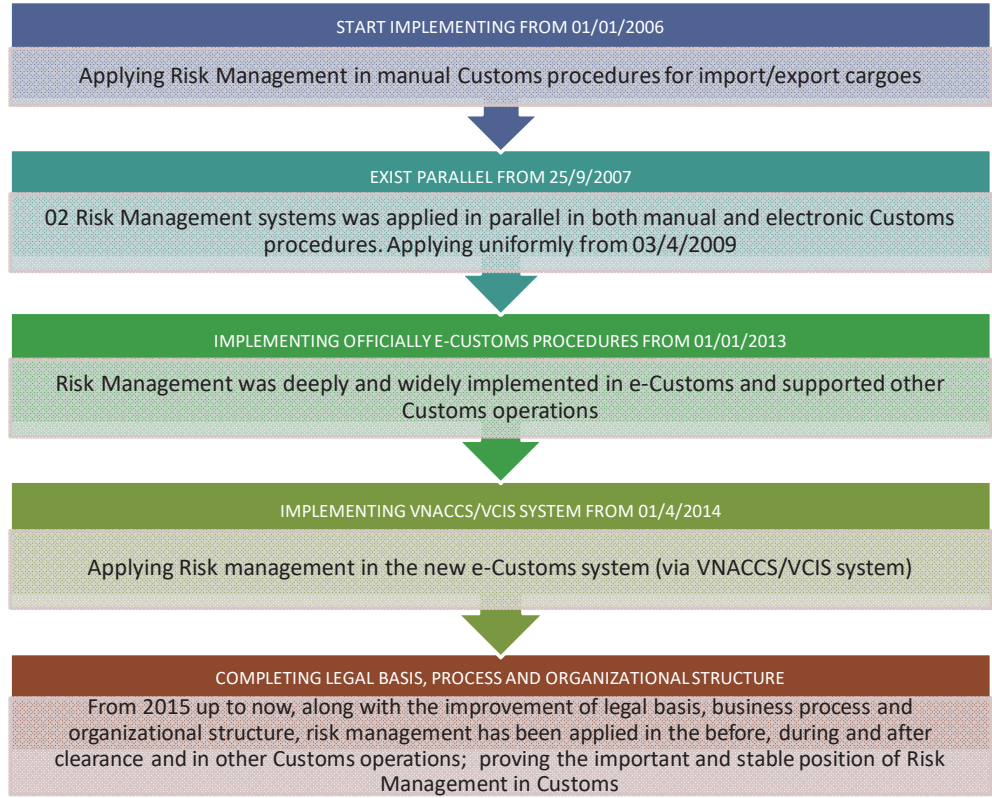 START IMPLEMENTING FROM 01/01/2006
Applying Risk Management in manual Customs procedures for import/export cargoes
EXIST PARALLEL FROM 25/9/2007
02 Risk Management systems was applied in parallel in both manual and electronic Customs
procedures. Applying uniformly from 03/4/2009
IMPLEMENTING OFFICIALLY E-CUSTOMS PROCEDURES FROM 01/01/2013
Risk Management was deeply and widely implemented in e-Customs and supported other
Customs operations
IMPLEMENTING VNACCS/VCIS SYSTEM FROM 01/4/2014
Applying Risk management in the new e-Customs system (via VNACCS/VCIS system)
COMPLETING LEGAL BASIS, PROCESS AND ORGANIZATIONAL STRUCTURE
From 2015 up to now, along with the improvement of legal basis, business process and
organizational structure, risk management has been applied in the before, during and after
clearance and in other Customs operations;  proving the important and stable position of Risk
Management in Customs